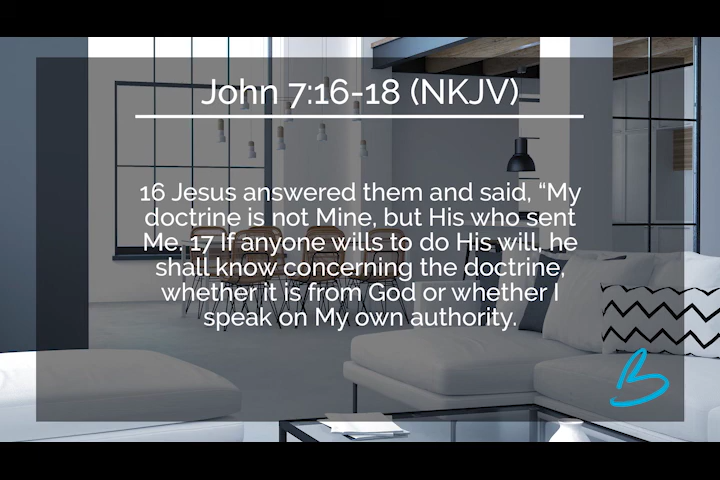 John 7:16-18 (NKJV)
16 Jesus answered them and said, “My
doctrine is not Mine, but His who sent
Me. 17 If anyone wills to do His will, he
shall know concerning the doctrine,
whether it is from God or whether I
speak on My own authority.
B